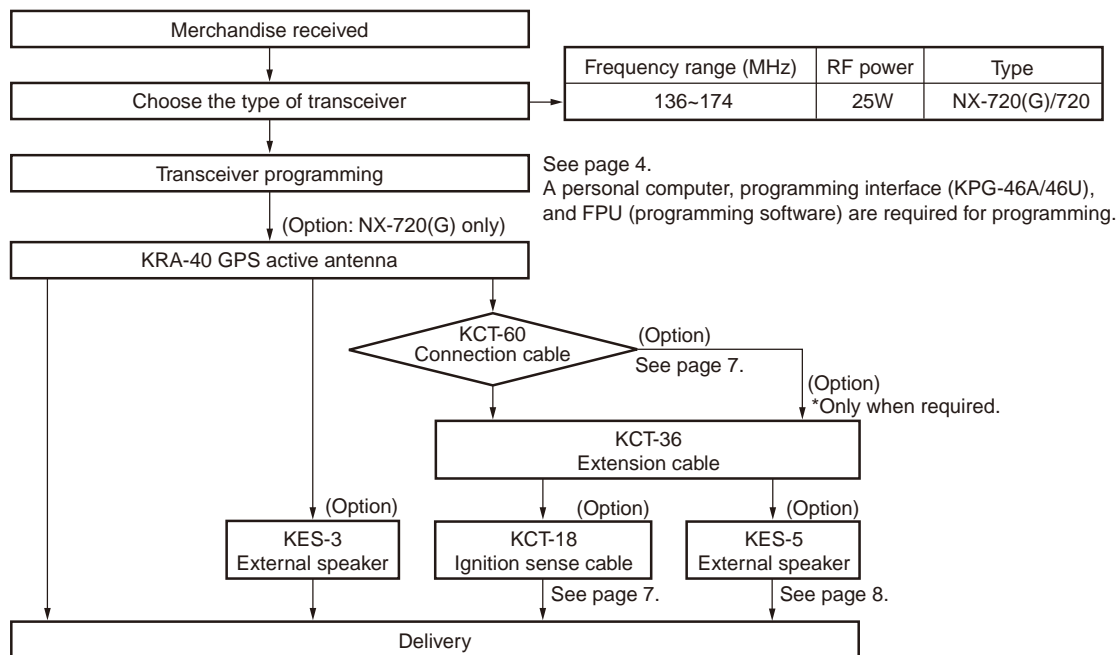 Merchandise received
Choose the type of transceiver
Frequency range (MHz) RF power Type
136~174 25W NX-720(G)/720
Transceiver programming
See page 4.
A personal computer, programming interface (KPG-46A/46U),
and FPU (programming software) are required for programming.
(Option: NX-720(G) only)
KRA-40 GPS active antenna
KCT-60
Connection cable
(Option)
See page 7.
(Option)
*Only when required.
KCT-36
Extension cable
(Option)
KES-3
External speaker
(Option)
KCT-18
Ignition sense cable
See page 7.
(Option)
KES-5
External speaker
See page 8.
Delivery